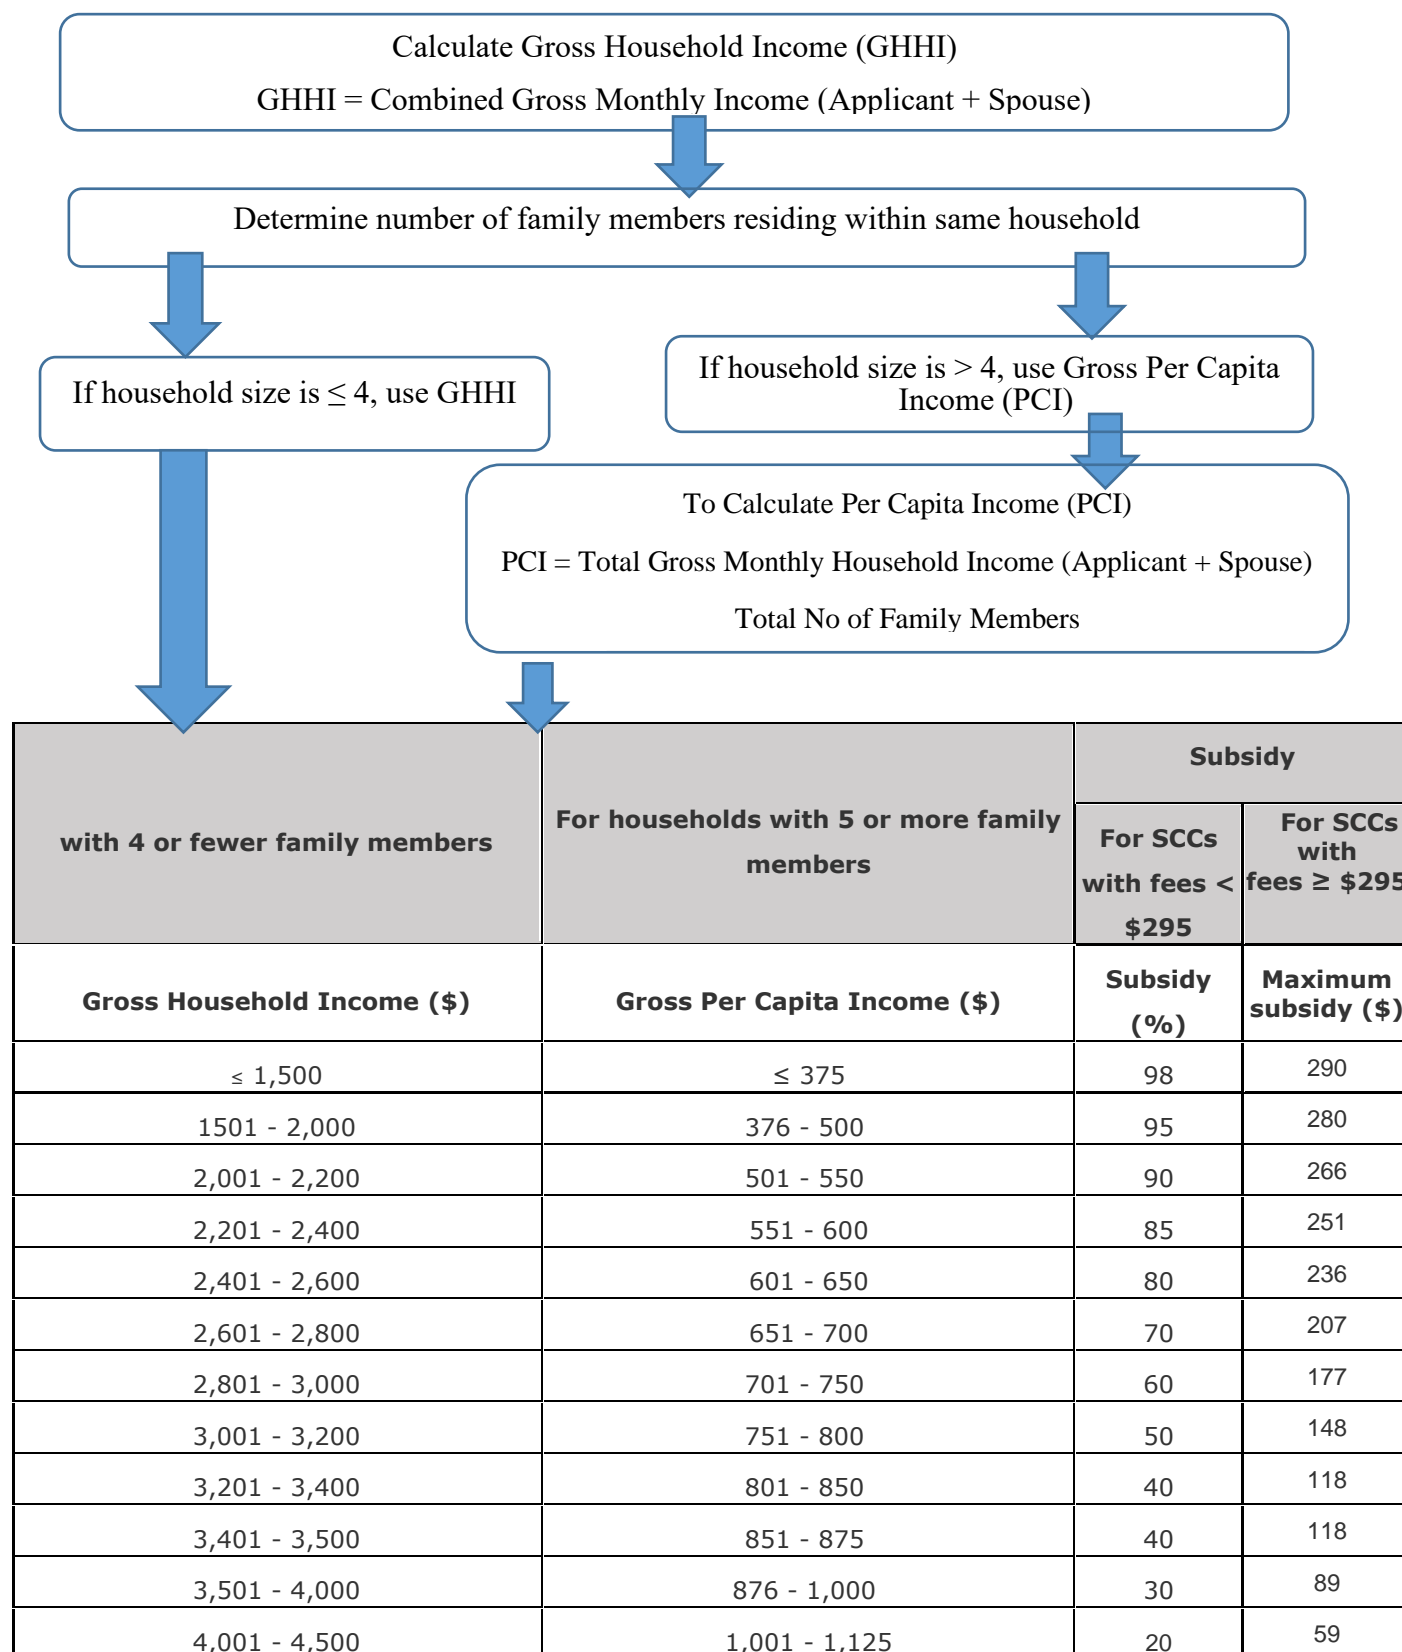 Calculate Gross Household Income (GHHI)
GHHI = Combined Gross Monthly Income (Applicant + Spouse)
Determine number of family members residing within same household
If household size is ≤ 4, use GHHI
If household size is > 4, use Gross Per Capita
Income (PCI)
To Calculate Per Capita Income (PCI)
PCI = Total Gross Monthly Household Income (Applicant + Spouse)
Total No of Family Members
with 4 or fewer family members
For households with 5 or more family
members
Subsidy
For SCCs
with fees <
$295
For SCCs
with
fees ≥ $295
Gross Household Income ($)
Gross Per Capita Income ($)
Subsidy
(%)
Maximum
subsidy ($)
≤ 1,500 ≤ 375 98 290
1501 - 2,000 376 - 500 95 280
2,001 - 2,200 501 - 550 90 266
2,201 - 2,400 551 - 600 85 251
2,401 - 2,600 601 - 650 80 236
2,601 - 2,800 651 - 700 70 207
2,801 - 3,000 701 - 750 60 177
3,001 - 3,200 751 - 800 50 148
3,201 - 3,400 801 - 850 40 118
3,401 - 3,500 851 - 875 40 118
3,501 - 4,000 876 - 1,000 30 89
4,001 - 4,500 1,001 - 1,125 20 59